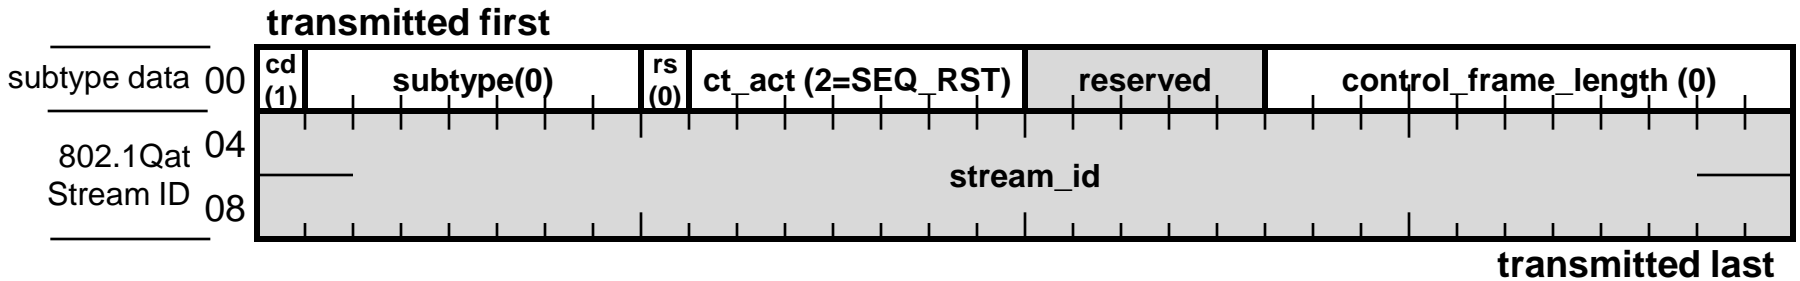 transmitted first
subtype data 00 cd (1) subtype(0) rs (0) ct_act (2=SEQ_RST) reserved control_frame_length (0)
802.1Qat 04
Stream ID stream_id
08
transmitted last